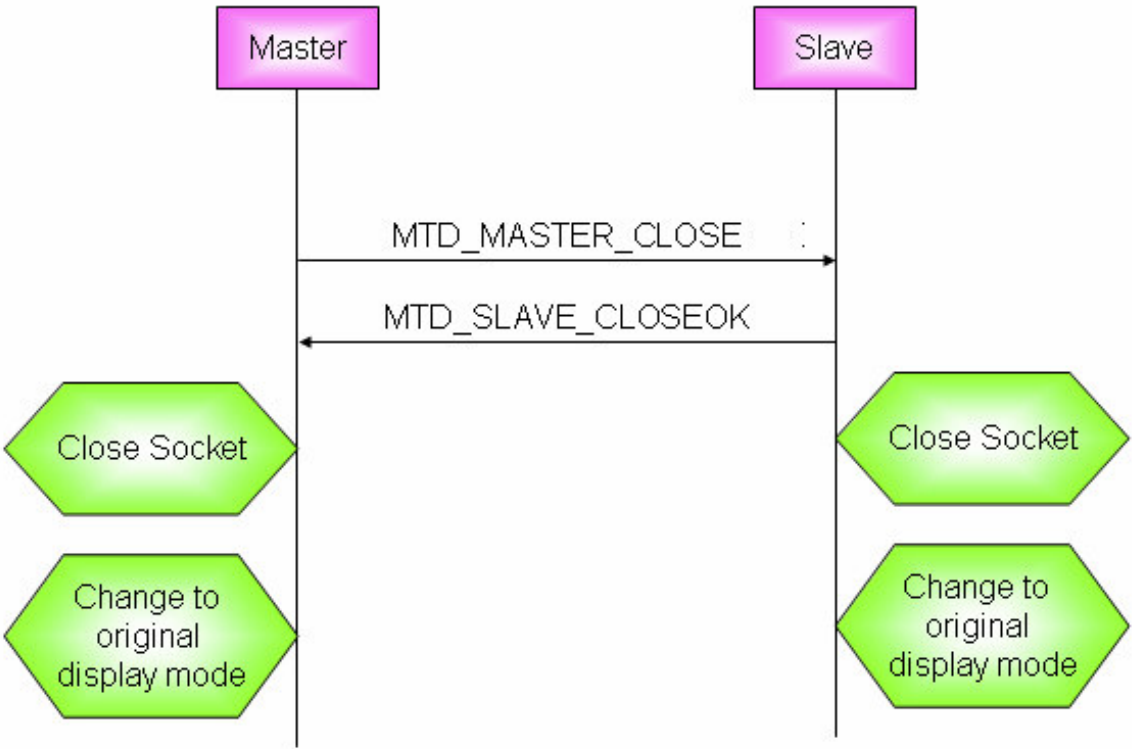 Master
Slave
MTD_MASTER_CLOSE :
MTD_SLAVE_CLOSEOK
Close Socket
Close Socket
Change to
original
display mode
Change to
original
display mode